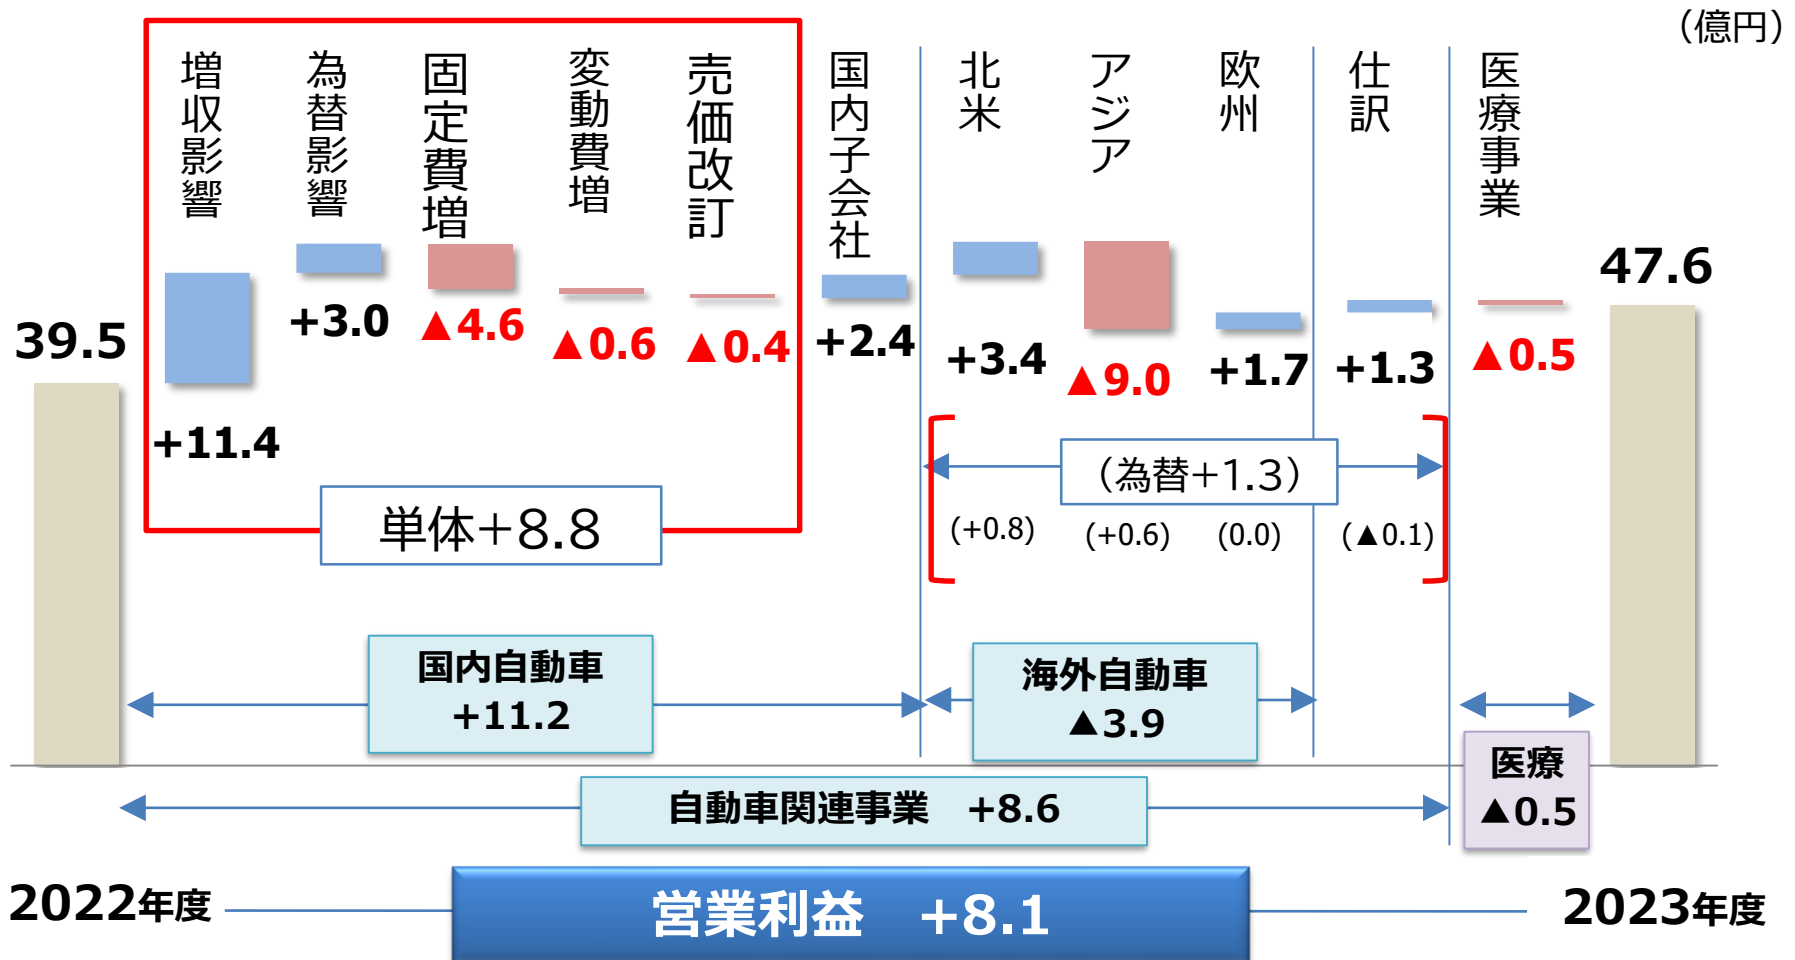 （億円）
増収影響
為替影響
固定費増
変動費増
売価改訂
国内子会社
北米
アジア
欧州
仕訳
医療事業
39.5
+11.4
+3.0
▲4.6
▲0.6
▲0.4
+2.4
+3.4
▲9.0
+1.7
+1.3
▲0.5
47.6
単体+8.8
（為替+1.3）
(+0.8)
(+0.6)
(0.0)
(▲0.1)
国内自動車
+11.2
海外自動車
▲3.9
医療
▲0.5
自動車関連事業　+8.6
2022年度
営業利益　+8.1
2023年度